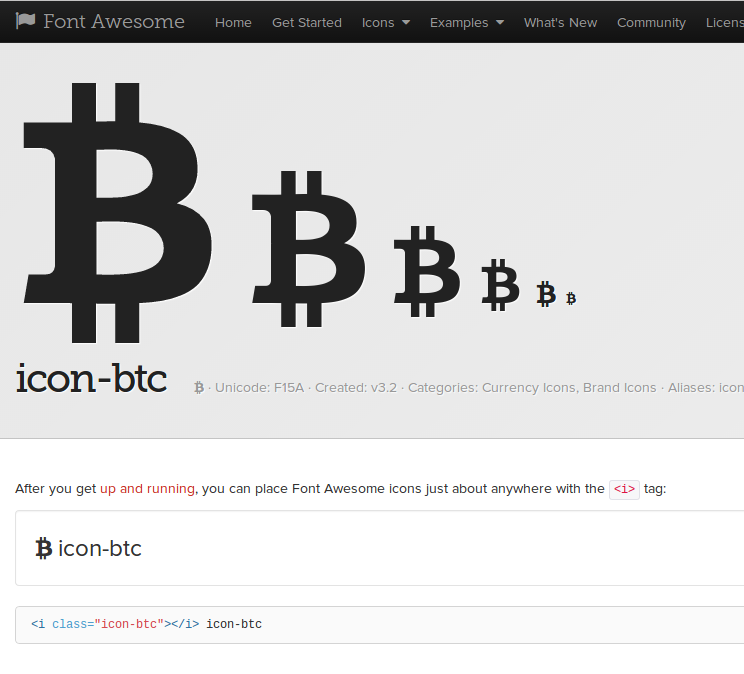 Font Awesome Home Get Started Icons Examples What's New Community Licens
icon-btc · Unicode: F15A · Created: v3.2 · Categories: Currency Icons, Brand Icons · Aliases: icon
After you get up and running, you can place Font Awesome icons just about anywhere with the <i> tag:
icon-btc
<i class="icon-btc"></i> icon-btc